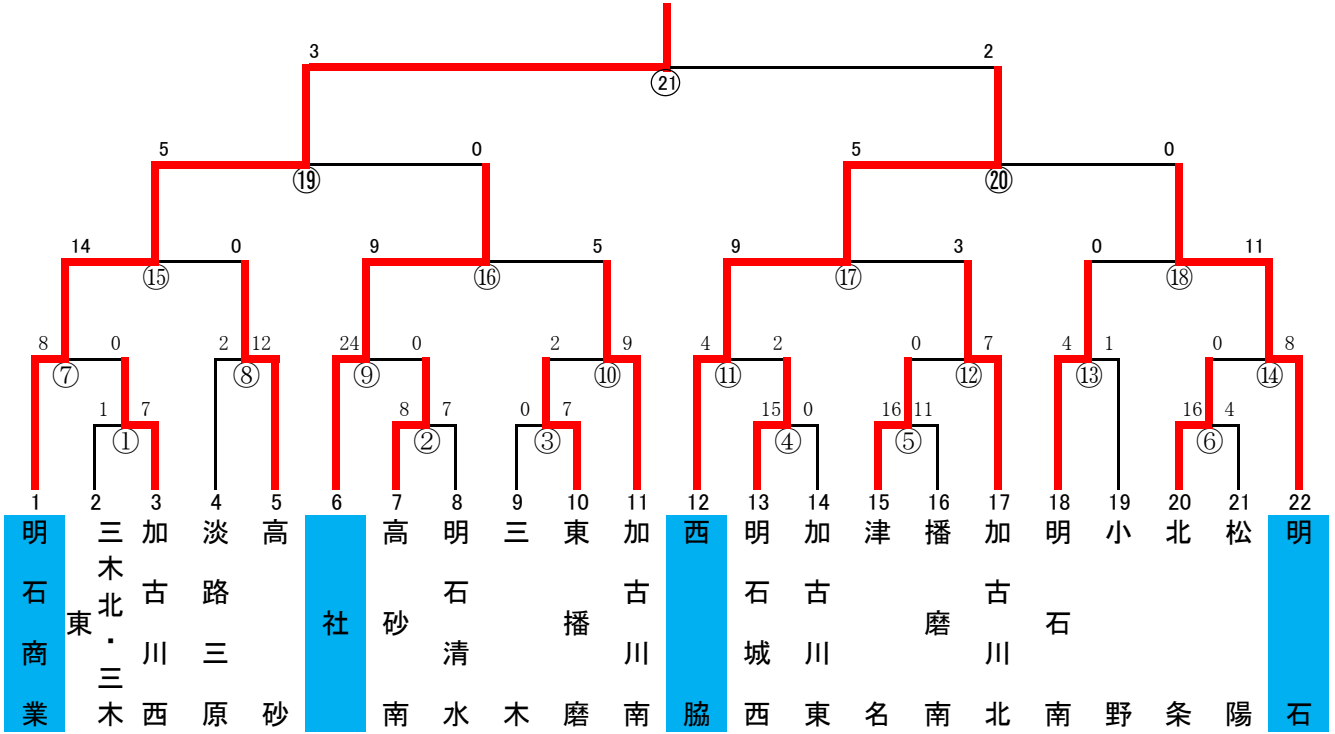 3 2
㉑
5 0 5 0
⑲ ⑳
14 0 9 5 9 3 0 11
⑮ ⑯ ⑰ ⑱
8 0 2 12 24 0 2 9 4 2 0 7 4 1 0 8
⑦ ⑧ ⑨ ⑩ ⑪ ⑫ ⑬ ⑭
1 7 8 7 0 7 15 0 16 11 16 4
① ② ③ ④ ⑤ ⑥
1 2 3 4 5 6 7 8 9 10 11 12 13 14 15 16 17 18 19 20 21 22
明石商業
三木北・三木東
加古川西
淡路三原
高砂
社
高砂南
明石清水
三木
東播磨
加古川南
西脇
明石城西
加古川東
津名
播磨南
加古川北
明石南
小野
北条
松陽
明石